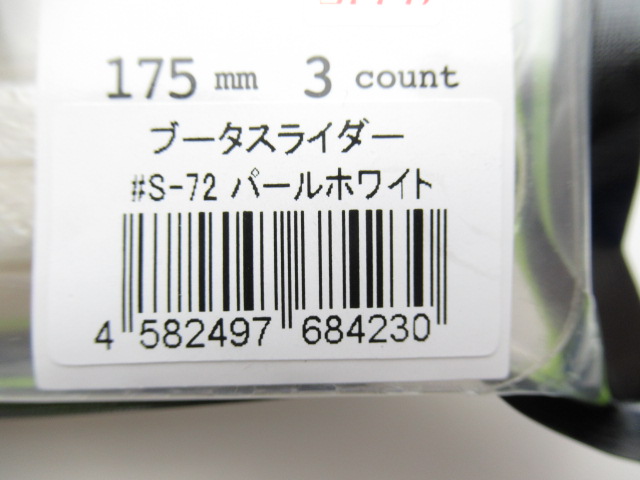 175 mm 3 count
ブータスライダー
#S-72 パールホワイト
4 582497 684230